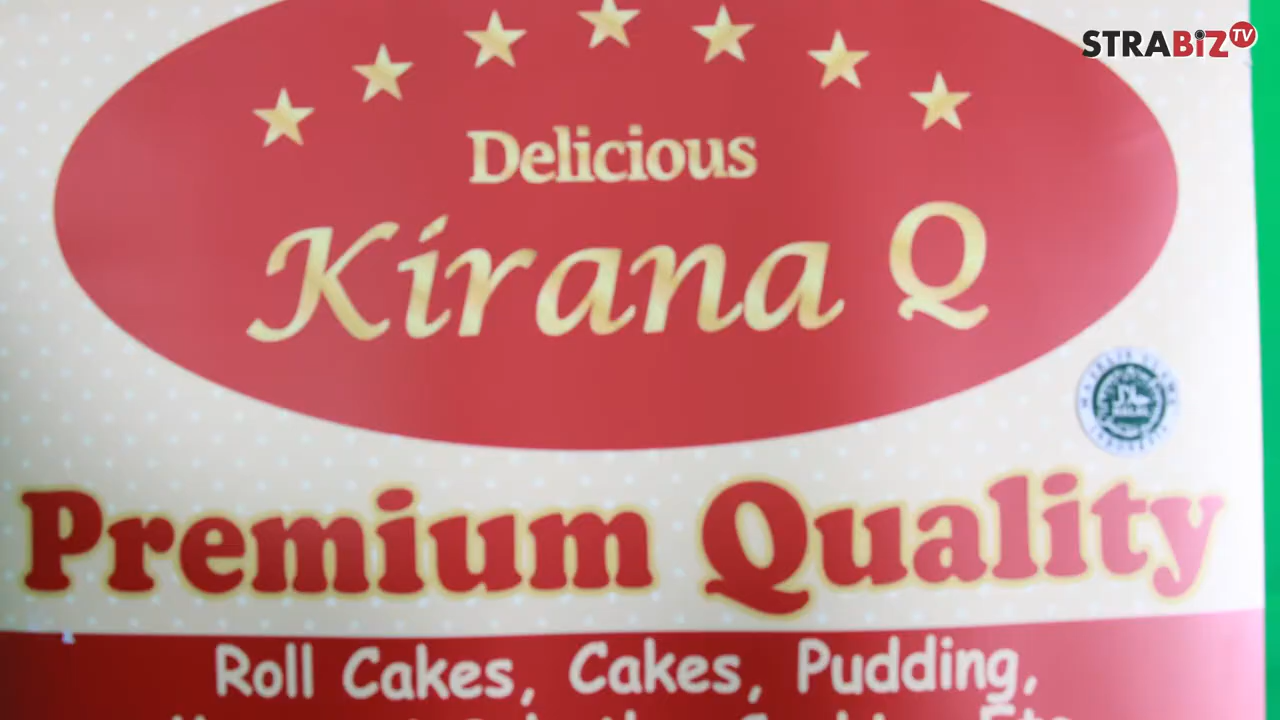 STRABIZ TV
Delicious
Kirana Q
Premium Quality
Roll Cakes, Cakes, Pudding,